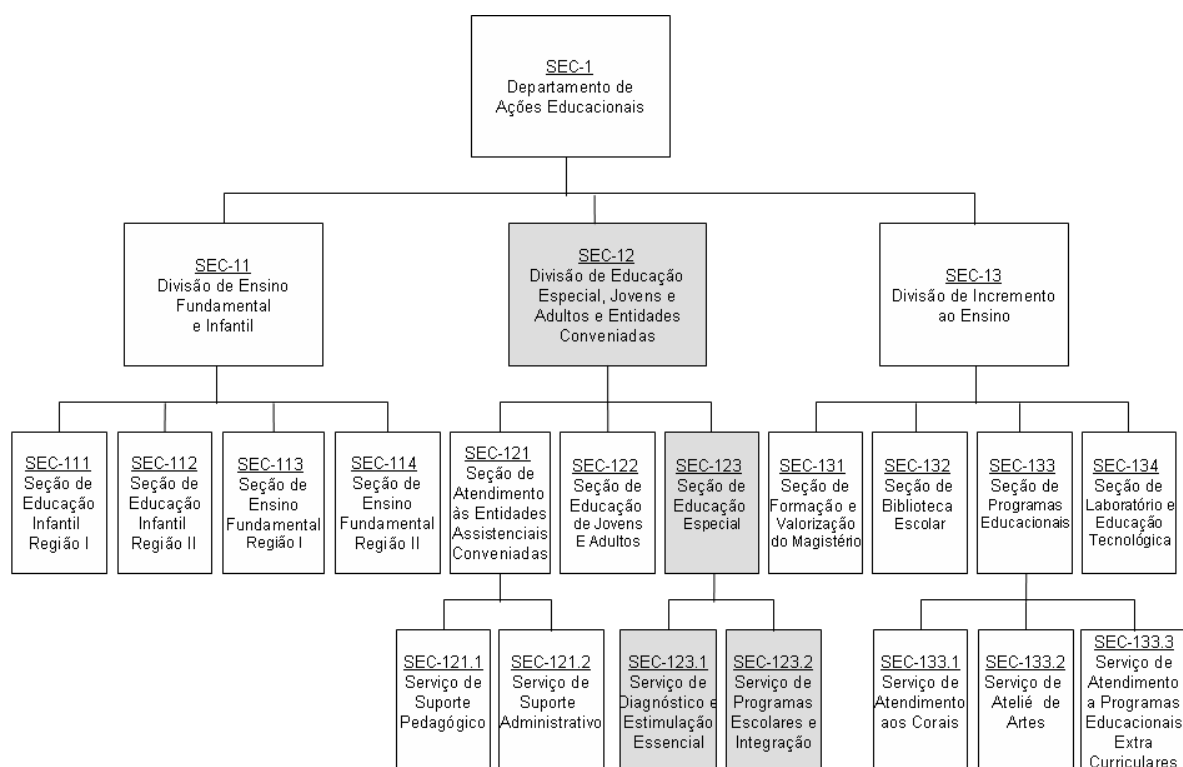 SEC-1
Departamento de
Ações Educacionais
SEC-11
Divisão de Ensino
Fundamental
e Infantil
SEC-12
Divisão de Educação
Especial, Jovens e
Adultos e Entidades
Conveniadas
SEC-13
Divisão de Incremento
ao Ensino
SEC-111
Seção de
Educação
Infantil
Região I
SEC-112
Seção de
Educação
Infantil
Região II
SEC-113
Seção de
Ensino
Fundamental
Região I
SEC-114
Seção de
Ensino
Fundamental
Região II
SEC-121
Seção de
Atendimento
às Entidades
Assistenciais
Conveniadas
SEC-122
Seção de
Educação
de Jovens
E Adultos
SEC-123
Seção de
Educação
Especial
SEC-131
Seção de
Formação e
Valorização
do Magistério
SEC-132
Seção de
Biblioteca
Escolar
SEC-133
Seção de
Programas
Educacionais
SEC-134
Seção de
Laboratório e
Educação
Tecnológica
SEC-121.1
Serviço de
Suporte
Pedagógico
SEC-121.2
Serviço de
Suporte
Administrativo
SEC-123.1
Serviço de
Diagnóstico e
Estimulação
Essencial
SEC-123.2
Serviço de
Programas
Escolares e
Integração
SEC-133.1
Serviço de
Atendimento
aos Corais
SEC-133.2
Serviço de
Ateliê de
Artes
SEC-133.3
Serviço de
Atendimento
a Programas
Educacionais
Extra
Curriculares